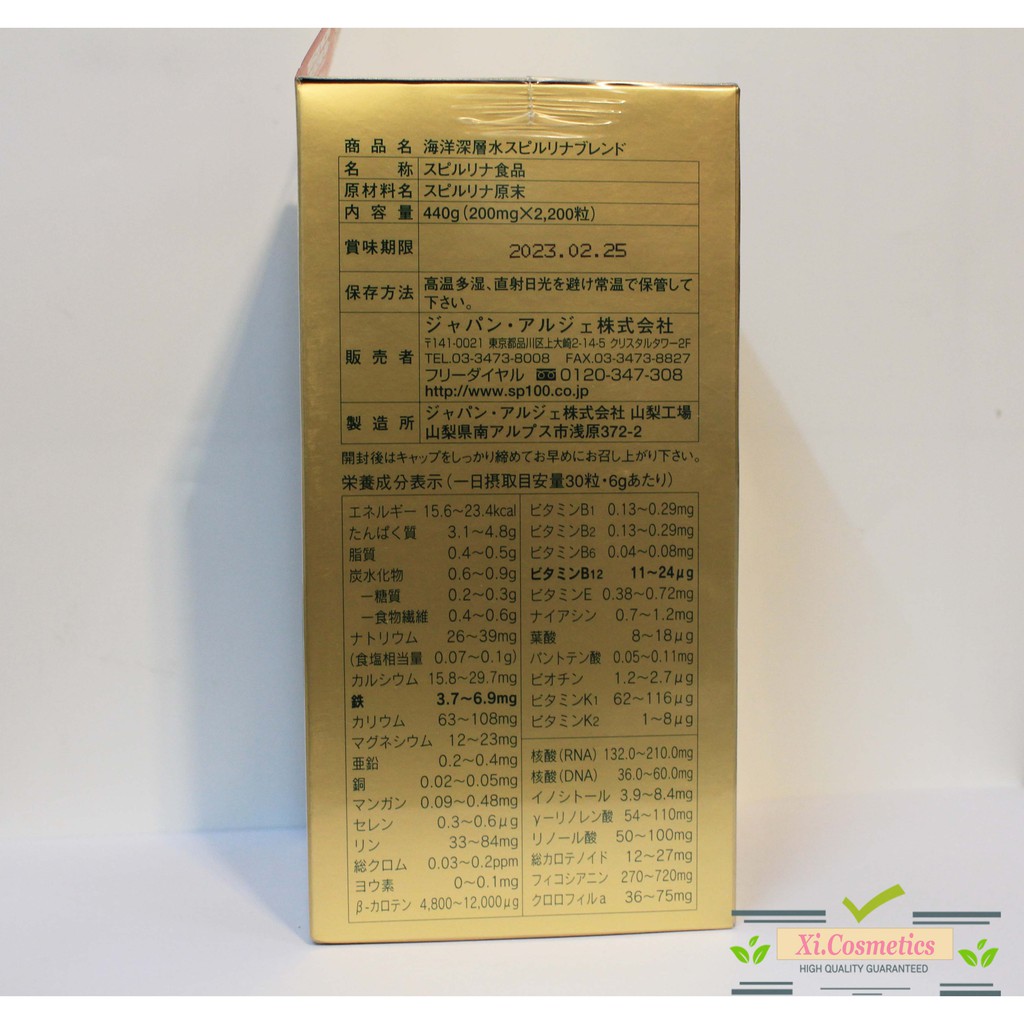 商品名 海洋深層水スピルリナブレンド
名称 スピルリナ食品
原材料名 スピルリナ原末
内容量 440g(200mg×2,200粒)
賞味期限 2023.02.25
保存方法 高温多湿、直射日光を避け常温で保管して
下さい。
販売者 ジャパン・アルジェ株式会社
〒141-0021 東京都品川区上大崎2-14-5 クリスタルタワー2F
TEL.03-3473-8008 FAX.03-3473-8827
フリーダイヤル 0120-347-308
http://www.sp100.co.jp
製造所 ジャパン・アルジェ株式会社 山梨工場
山梨県南アルプス市浅原372-2
開封後はキャップをしっかり締めてお早めにお召し上がり下さい。
栄養成分表示(一日摂取目安量30粒・6gあたり)
エネルギー 15.6~23.4kcal
たんぱく質 3.1~4.8g
脂質 0.4~0.5g
炭水化物 0.6~0.9g
ー糖質 0.2~0.3g
ー食物繊維 0.4~0.6g
ナトリウム 26~39mg
(食塩相当量 0.07~0.1g)
カルシウム 15.8~29.7mg
鉄 3.7~6.9mg
カリウム 63~108mg
マグネシウム 12~23mg
亜鉛 0.2~0.4mg
銅 0.02~0.05mg
マンガン 0.09~0.48mg
セレン 0.3~0.6μg
リン 33~84mg
総クロム 0.03~0.2ppm
ヨウ素 0~0.1mg
β-カロテン 4,800~12,000μg
ビタミンB1 0.13~0.29mg
ビタミンB2 0.13~0.29mg
ビタミンB6 0.04~0.08mg
ビタミンB12 11~24μg
ビタミンE 0.38~0.72mg
ナイアシン 0.7~1.2mg
葉酸 8~18μg
パントテン酸 0.05~0.11mg
ビオチン 1.2~2.7μg
ビタミンK1 62~116μg
ビタミンK2 1~8μg
核酸(RNA) 132.0~210.0mg
核酸(DNA) 36.0~60.0mg
イノシトール 3.9~8.4mg
γーリノレン酸 54~110mg
リノール酸 50~100mg
総カロテノイド 12~27mg
フィコシアニン 270~720mg
クロロフィルa 36~75mg
Xi.Cosmetics
HIGH QUALITY GUARANTEED